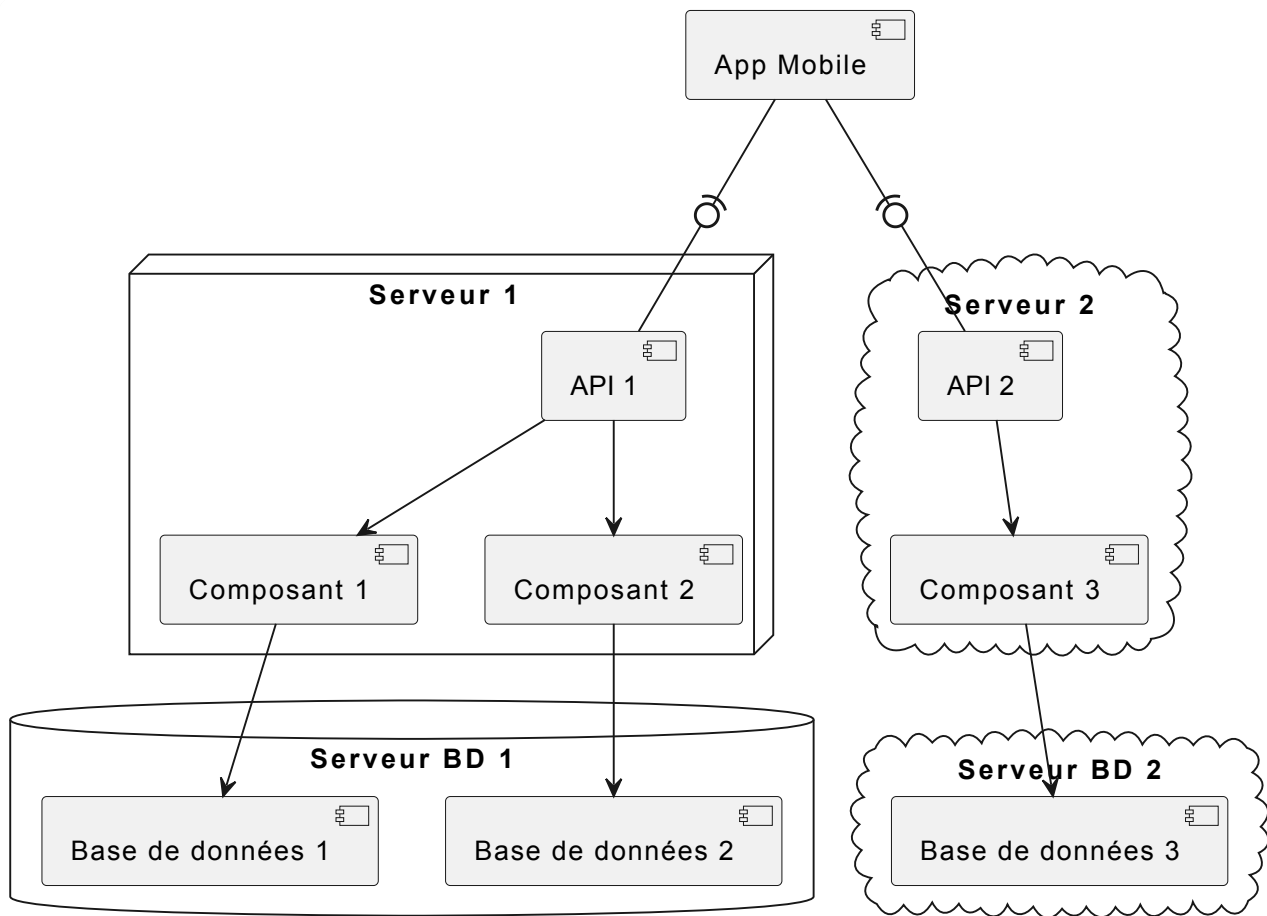 App Mobile
Serveur 1
Serveur 2
API 1
API 2
Composant 1
Composant 2
Composant 3
Serveur BD 1
Serveur BD 2
Base de données 1
Base de données 2
Base de données 3